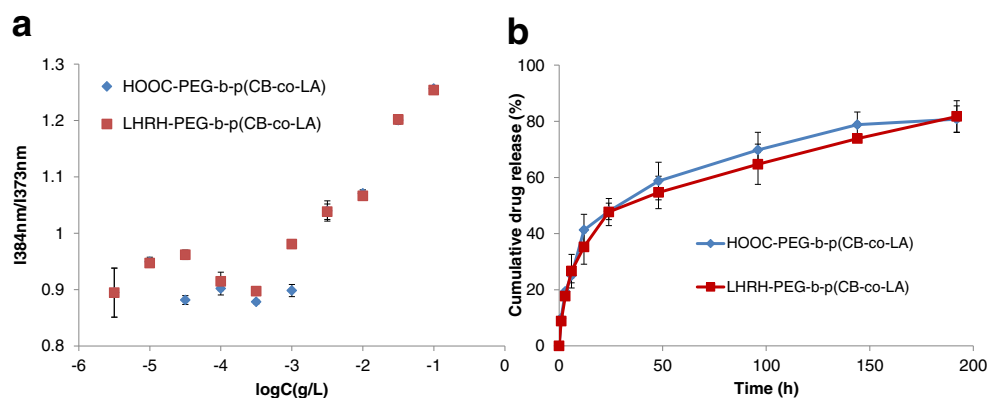 a
1.3
1.2
1.1
1
0.9
0.8
I384nm/I373nm
HOOC-PEG-b-p(CB-co-LA)
LHRH-PEG-b-p(CB-co-LA)
-6 -5 -4 -3 -2 -1 0
logC(g/L)
b
100
80
60
40
20
0
Cumulative drug release (%)
HOOC-PEG-b-p(CB-co-LA)
LHRH-PEG-b-p(CB-co-LA)
0 50 100 150 200
Time (h)